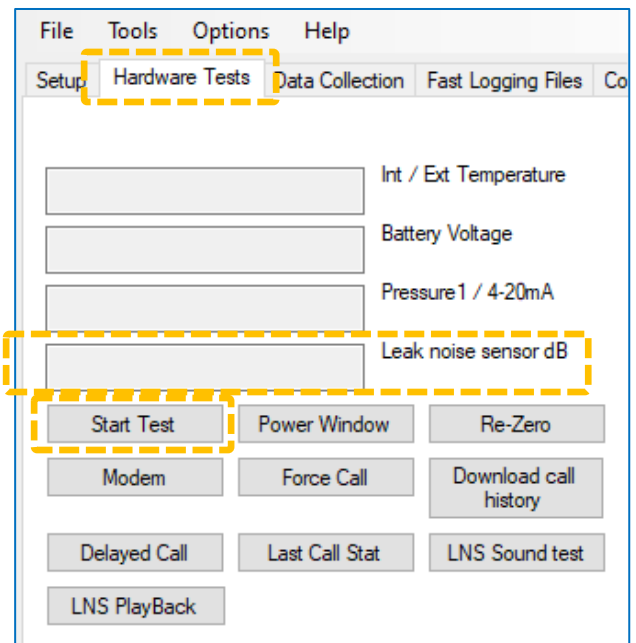 File Tools Options Help
Setup Hardware Tests Data Collection Fast Logging Files Co
Int / Ext Temperature
Battery Voltage
Pressure1 / 4-20mA
Leak noise sensor dB
Start Test Power Window Re-Zero
Modem Force Call Download call
history
Delayed Call Last Call Stat LNS Sound test
LNS PlayBack